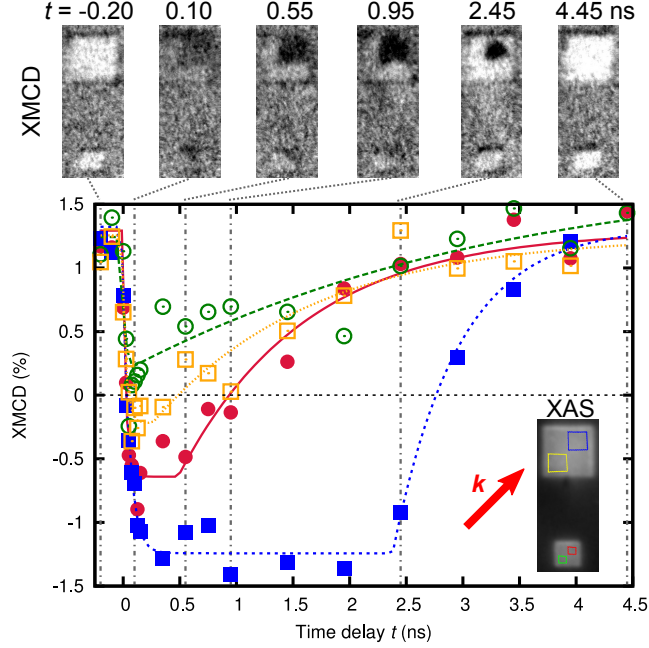 t = -0.20 0.10 0.55 0.95 2.45 4.45 ns
XMCD
1.5
1
0.5
0
-0.5
-1
-1.5
XMCD (%)
XAS
k
0 0.5 1 1.5 2 2.5 3 3.5 4 4.5
Time delay t (ns)